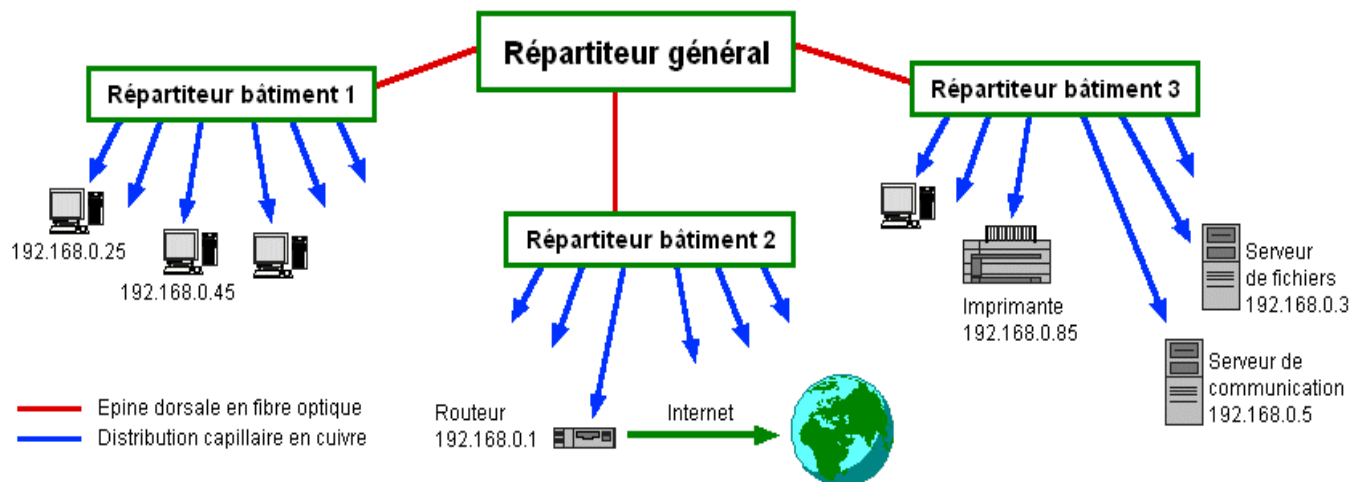 Répartiteur général
Répartiteur bâtiment 1
Répartiteur bâtiment 3
192.168.0.25
192.168.0.45
Répartiteur bâtiment 2
Imprimante
192.168.0.85
Serveur
de fichiers
192.168.0.3
Serveur de
communication
192.168.0.5
Epine dorsale en fibre optique
Distribution capillaire en cuivre
Routeur
192.168.0.1
Internet